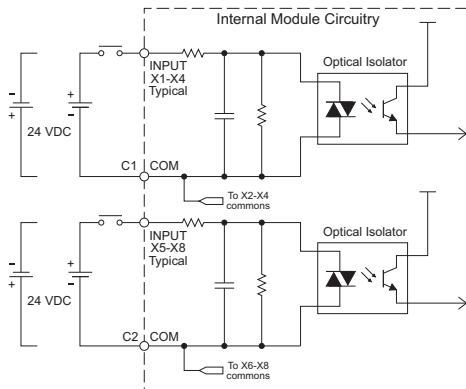 Internal Module Circuitry
Optical Isolator
INPUT
X1-X4
Typical
-
+
+
-
24 VDC
C1
COM
To X2-X4
commons
Optical Isolator
INPUT
X5-X8
Typical
-
+
+
-
24 VDC
C2
COM
To X6-X8
commons